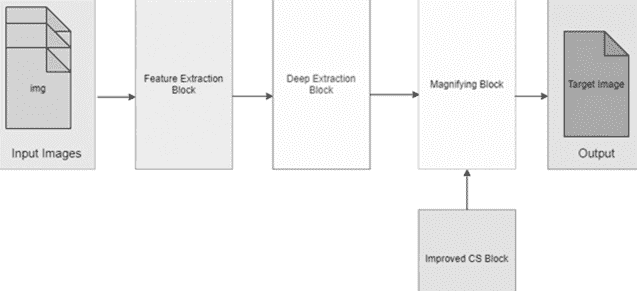 img
Input Images
Feature Extraction
Block
Deep Extraction
Block
Magnifying Block
Target Image
Output
Improved CS Block